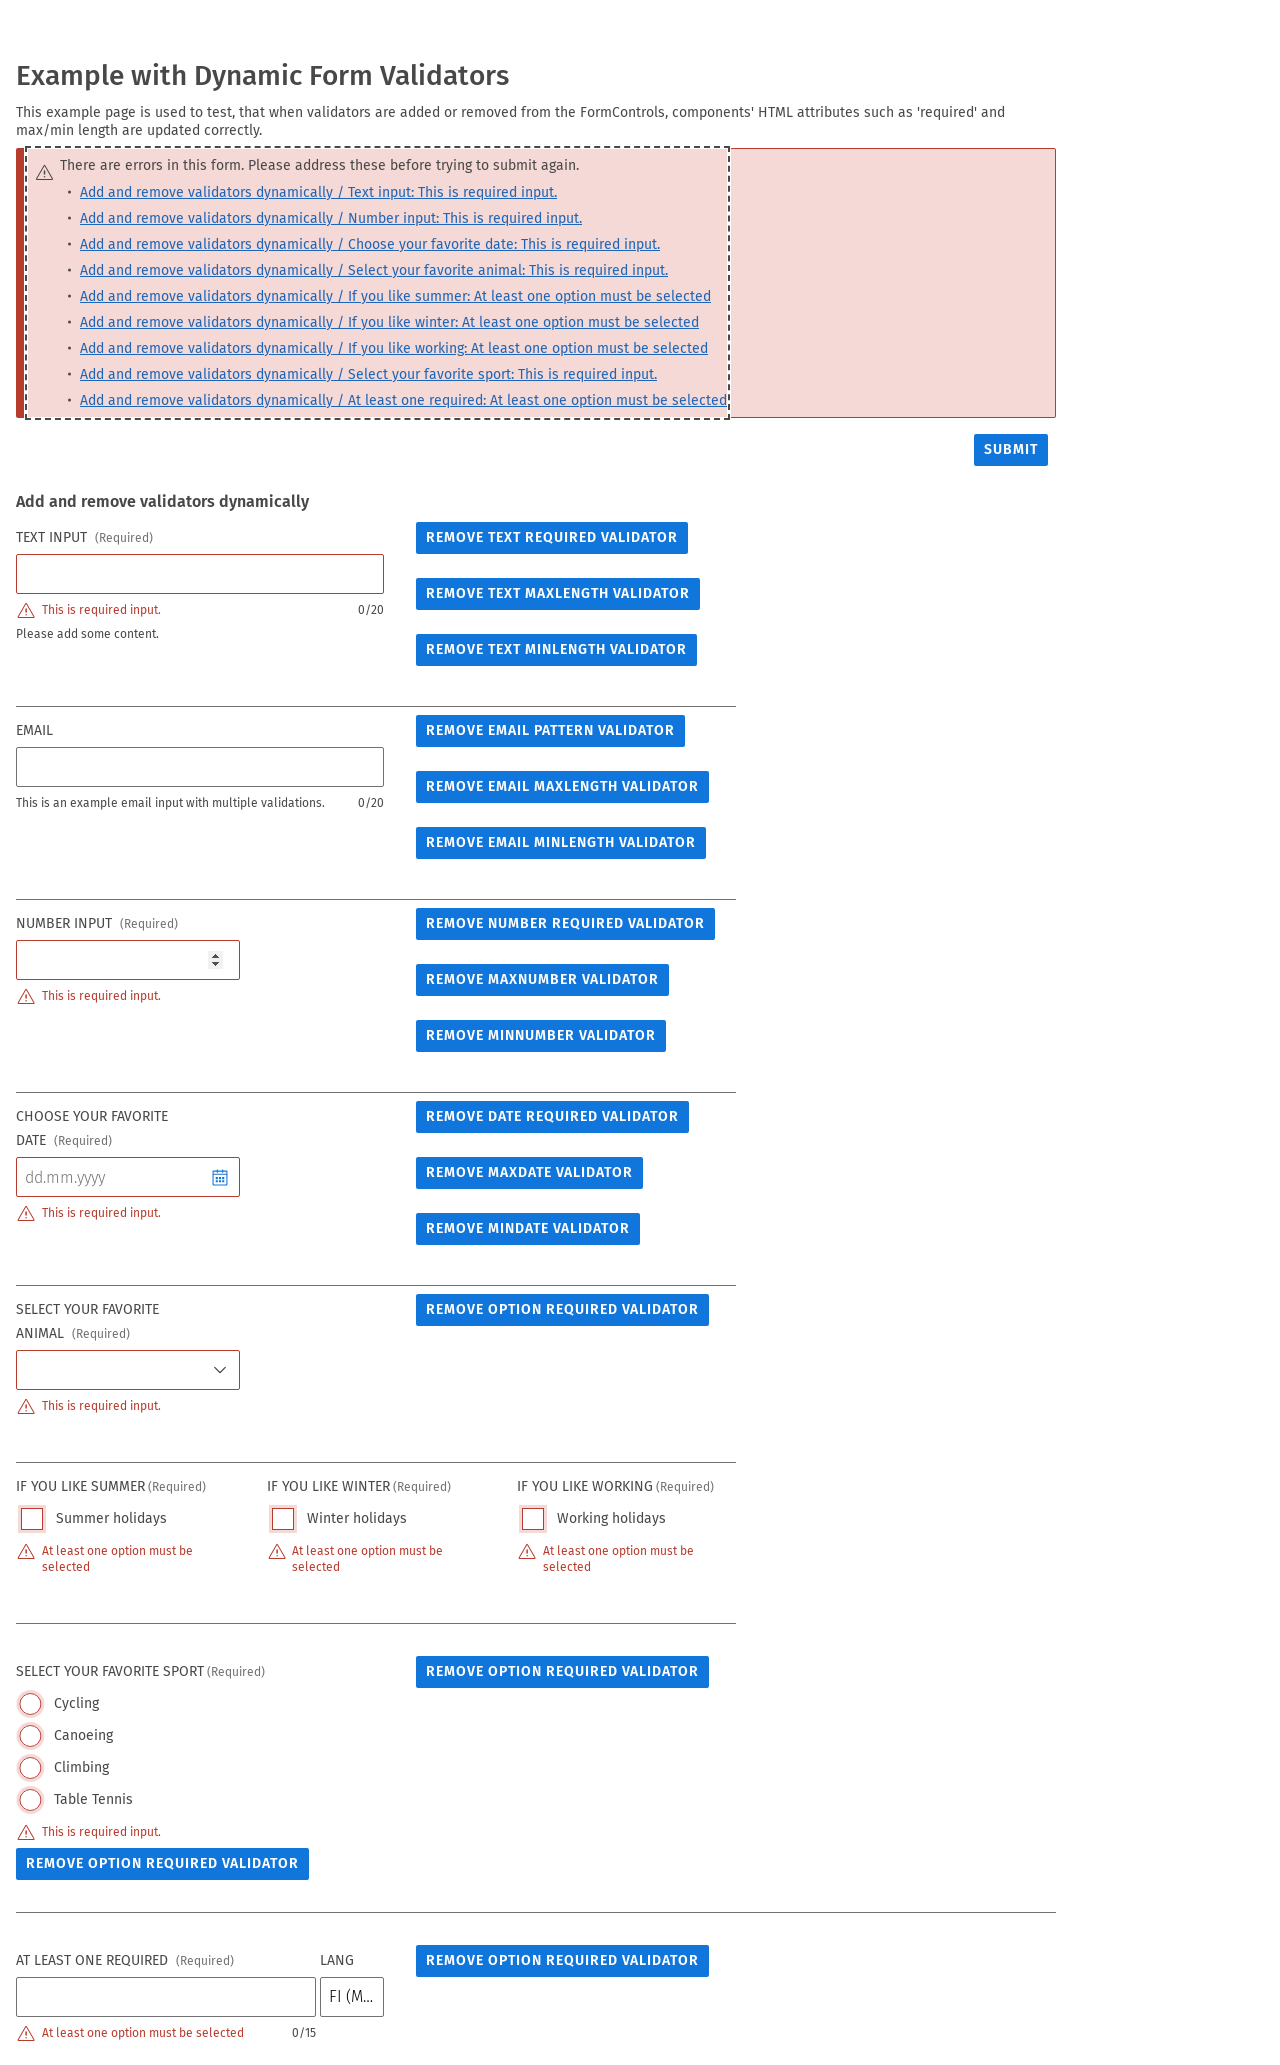 Example with Dynamic Form Validators
This example page is used to test, that when validators are added or removed from the FormControls, components' HTML attributes such as 'required' and
max/min length are updated correctly.
There are errors in this form. Please address these before trying to submit again.
• Add and remove validators dynamically / Text input: This is required input.
• Add and remove validators dynamically / Number input: This is required input.
• Add and remove validators dynamically / Choose your favorite date: This is required input.
• Add and remove validators dynamically / Select your favorite animal: This is required input.
• Add and remove validators dynamically / If you like summer: At least one option must be selected
• Add and remove validators dynamically / If you like winter: At least one option must be selected
• Add and remove validators dynamically / If you like working: At least one option must be selected
• Add and remove validators dynamically / Select your favorite sport: This is required input.
• Add and remove validators dynamically / At least one required: At least one option must be selected
SUBMIT
Add and remove validators dynamically
TEXT INPUT (Required)
This is required input. 0/20
Please add some content.
REMOVE TEXT REQUIRED VALIDATOR
REMOVE TEXT MAXLENGTH VALIDATOR
REMOVE TEXT MINLENGTH VALIDATOR
EMAIL
This is an example email input with multiple validations. 0/20
REMOVE EMAIL PATTERN VALIDATOR
REMOVE EMAIL MAXLENGTH VALIDATOR
REMOVE EMAIL MINLENGTH VALIDATOR
NUMBER INPUT (Required)
This is required input.
REMOVE NUMBER REQUIRED VALIDATOR
REMOVE MAXNUMBER VALIDATOR
REMOVE MINNUMBER VALIDATOR
CHOOSE YOUR FAVORITE
DATE (Required)
dd.mm.yyyy
This is required input.
REMOVE DATE REQUIRED VALIDATOR
REMOVE MAXDATE VALIDATOR
REMOVE MINDATE VALIDATOR
SELECT YOUR FAVORITE
ANIMAL (Required)
This is required input.
REMOVE OPTION REQUIRED VALIDATOR
IF YOU LIKE SUMMER (Required)
Summer holidays
At least one option must be
selected
IF YOU LIKE WINTER (Required)
Winter holidays
At least one option must be
selected
IF YOU LIKE WORKING (Required)
Working holidays
At least one option must be
selected
SELECT YOUR FAVORITE SPORT (Required)
Cycling
Canoeing
Climbing
Table Tennis
This is required input.
REMOVE OPTION REQUIRED VALIDATOR
REMOVE OPTION REQUIRED VALIDATOR
AT LEAST ONE REQUIRED (Required)
LANG
FI (M...
At least one option must be selected 0/15
REMOVE OPTION REQUIRED VALIDATOR